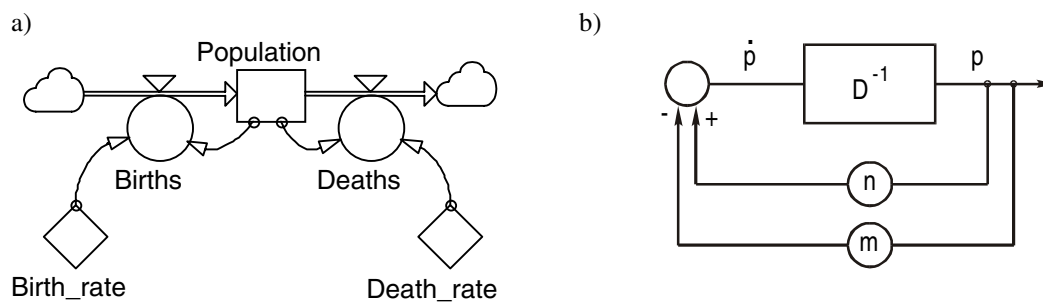 a)
Population
Births
Deaths
Birth_rate
Death_rate
b)
ṗ
D⁻¹
p
- +
n
m